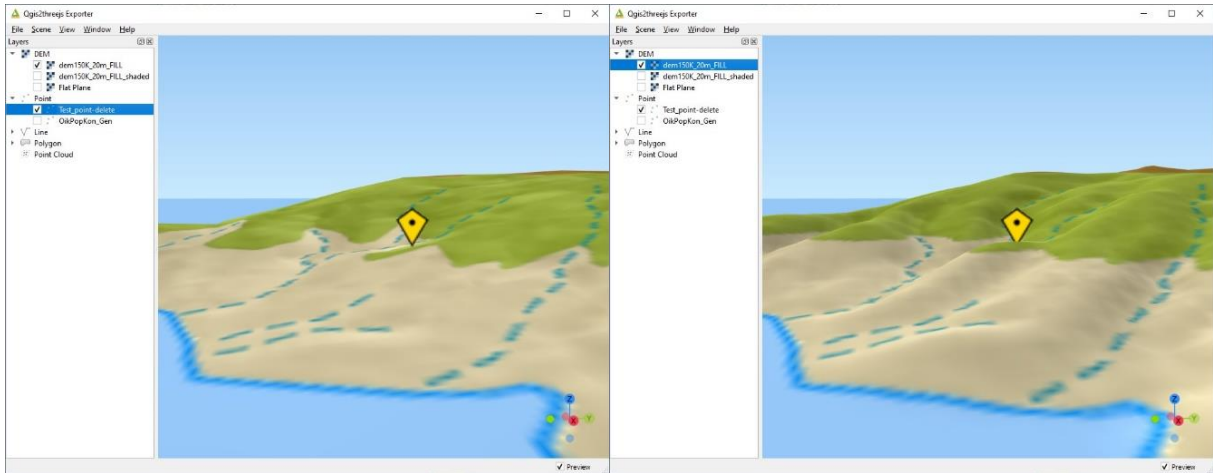 Qgis2threejs Exporter
File Scene View Window Help
Layers
DEM
dem150K_20m_FILL
dem150K_20m_FILL_shaded
Flat Plane
Point
Test_point-delete
OikPopKon_Gen
Line
Polygon
Point Cloud
Z
X
Y
Preview
Qgis2threejs Exporter
File Scene View Window Help
Layers
DEM
dem150K_20m_FILL
dem150K_20m_FILL_shaded
Flat Plane
Point
Test_point-delete
OikPopKon_Gen
Line
Polygon
Point Cloud
Z
X
Y
Preview